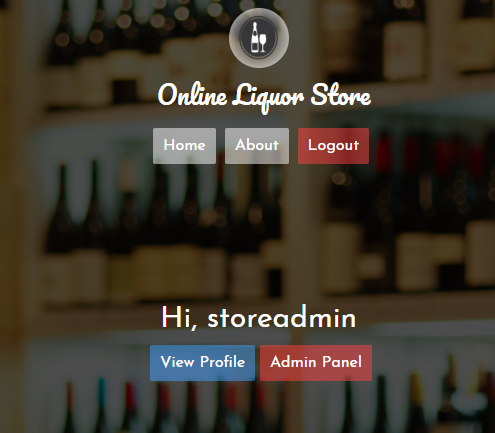 Online Liquor Store
Home About Logout
Hi, storeadmin
View Profile Admin Panel